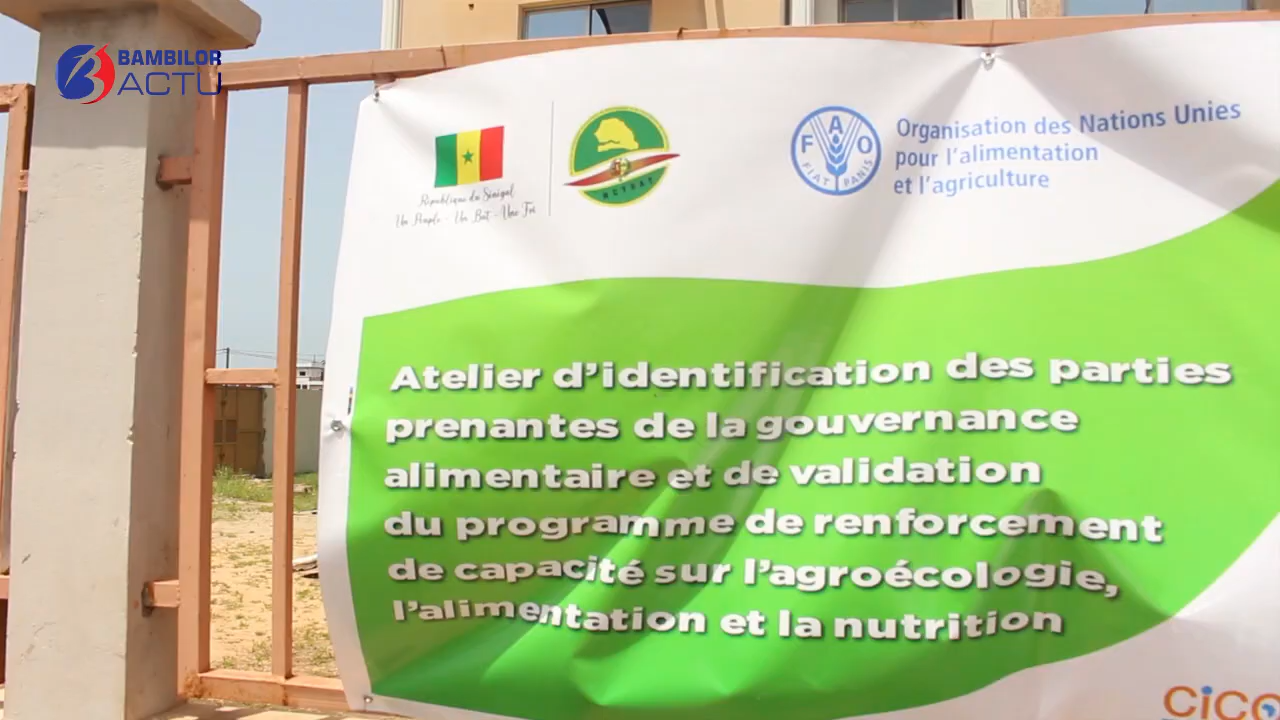 BAMBILOR
ACTU
République du Sénégal
Un Peuple - Un But - Une Foi
FAO
FIAT PANIS
Organisation des Nations Unies
pour l'alimentation
et l'agriculture
Atelier d'identification des parties
prenantes de la gouvernance
alimentaire et de validation
du programme de renforcement
de capacité sur l'agroécologie,
l'alimentation et la nutrition